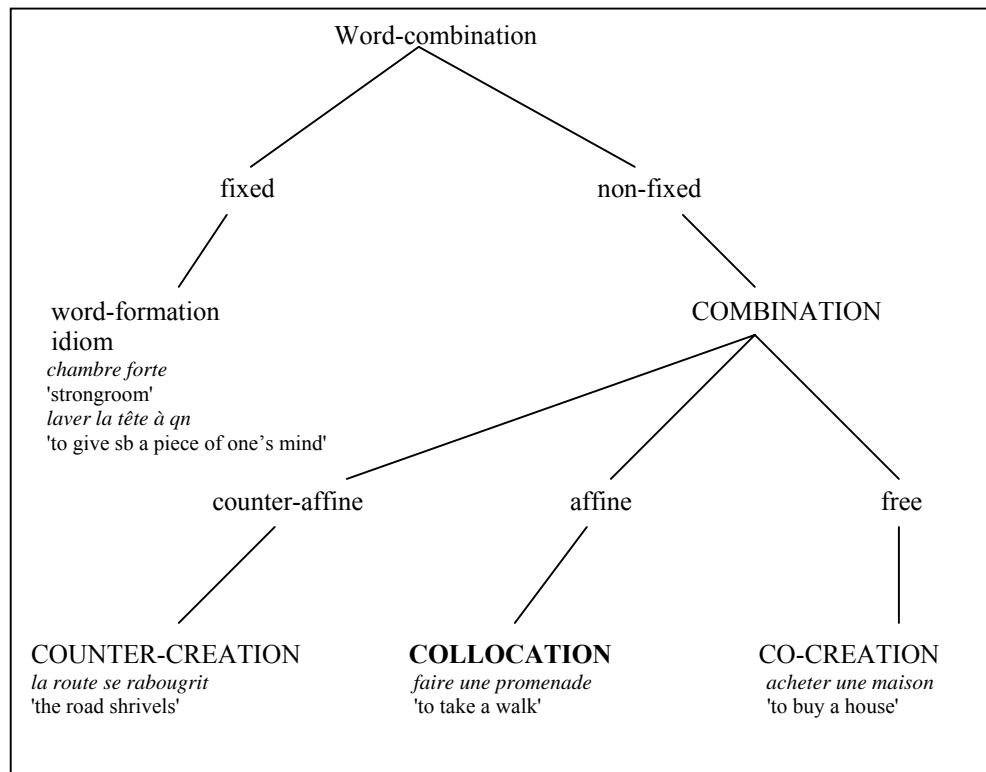 Word-combination
fixed
non-fixed
word-formation
idiom
chambre forte
'strongroom'
laver la tête à qn
'to give sb a piece of one’s mind'
COMBINATION
counter-affine
affine
free
COUNTER-CREATION
la route se rabougrit
'the road shrivels'
COLLOCATION
faire une promenade
'to take a walk'
CO-CREATION
acheter une maison
'to buy a house'